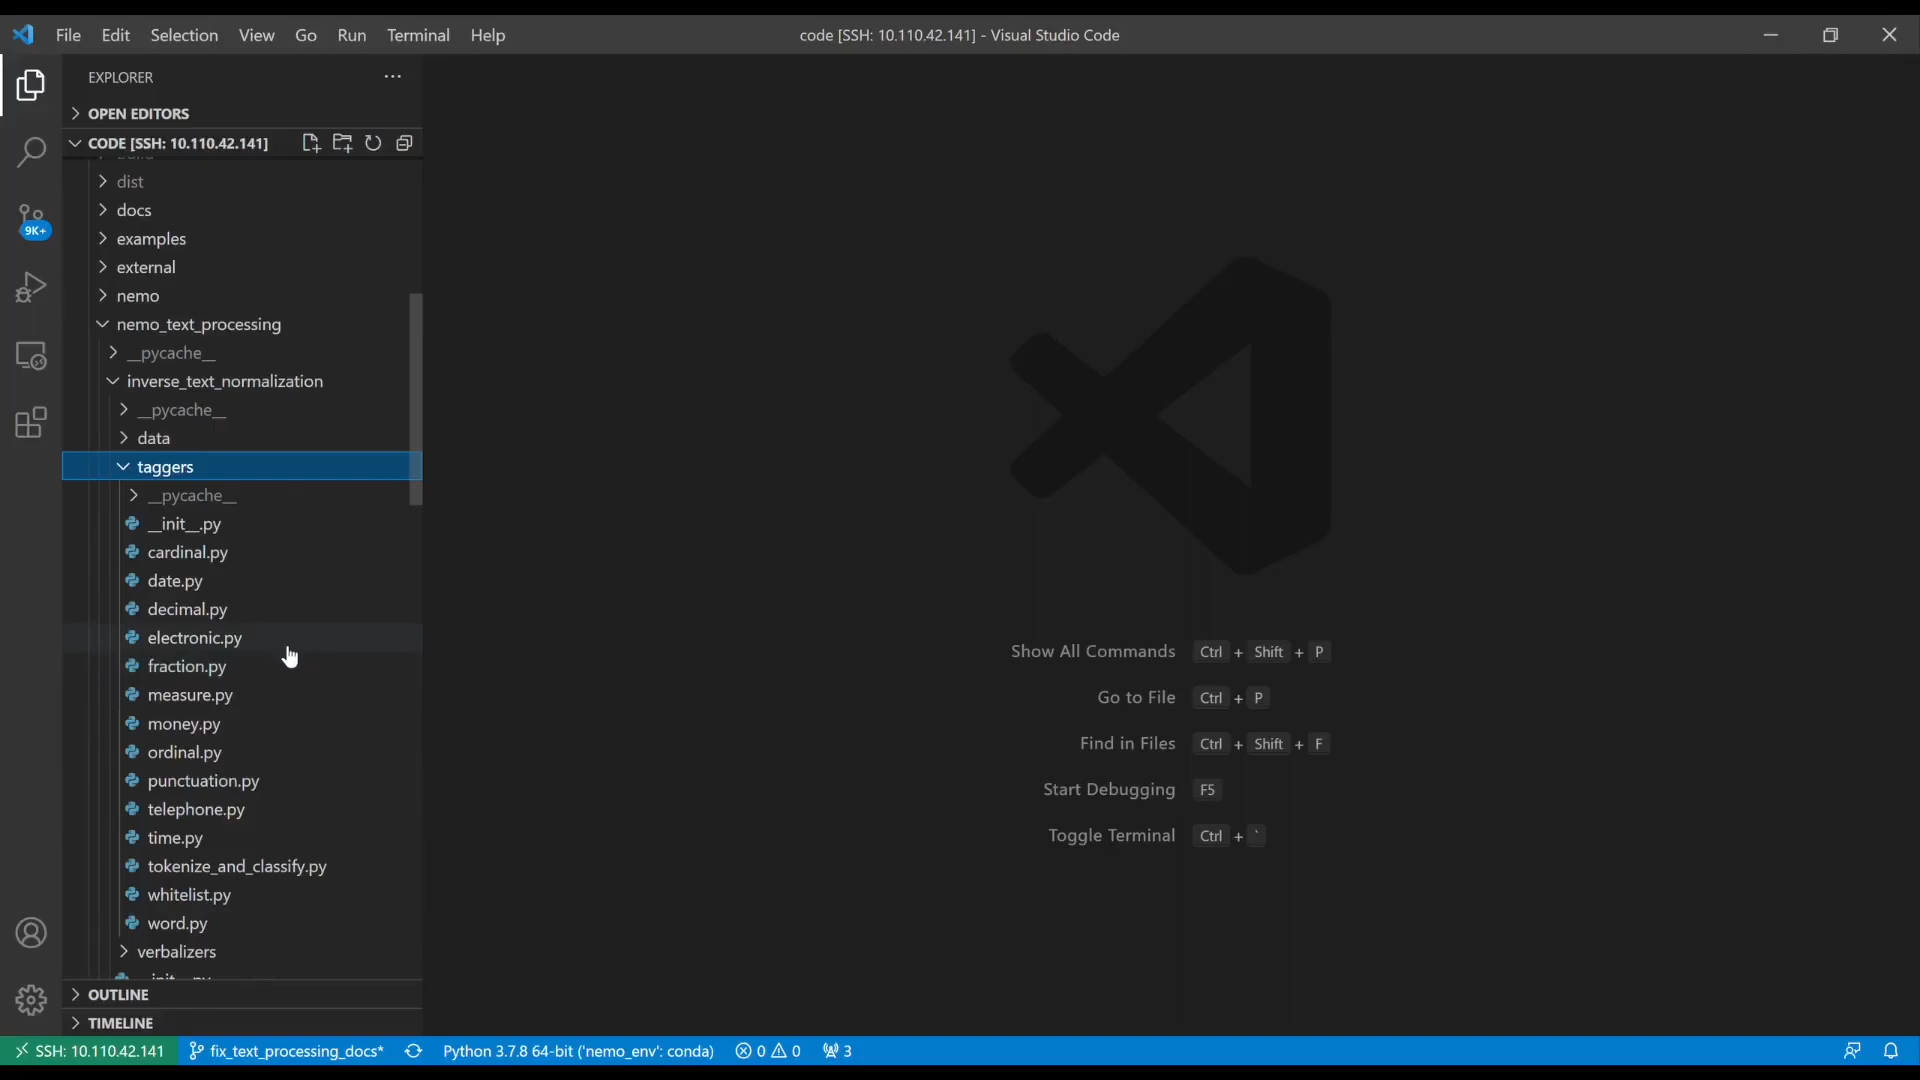 File Edit Selection View Go Run Terminal Help
code [SSH: 10.110.42.141] - Visual Studio Code
EXPLORER
OPEN EDITORS
CODE [SSH: 10.110.42.141]
dist
docs
examples
external
nemo
nemo_text_processing
__pycache__
inverse_text_normalization
__pycache__
data
taggers
__pycache__
__init__.py
cardinal.py
date.py
decimal.py
electronic.py
fraction.py
measure.py
money.py
ordinal.py
punctuation.py
telephone.py
time.py
tokenize_and_classify.py
whitelist.py
word.py
verbalizers
OUTLINE
TIMELINE
9K+
Show All Commands Ctrl + Shift + P
Go to File Ctrl + P
Find in Files Ctrl + Shift + F
Start Debugging F5
Toggle Terminal Ctrl + `
SSH: 10.110.42.141 fix_text_processing_docs* Python 3.7.8 64-bit ('nemo_env': conda) 0 0 3